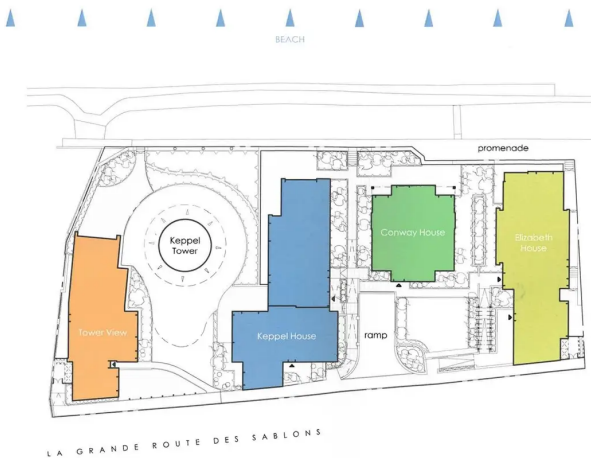 BEACH
promenade
Keppel
Tower
Conway House
Elizabeth
House
Tower View
Keppel House
ramp
LA GRANDE ROUTE DES SABLONS